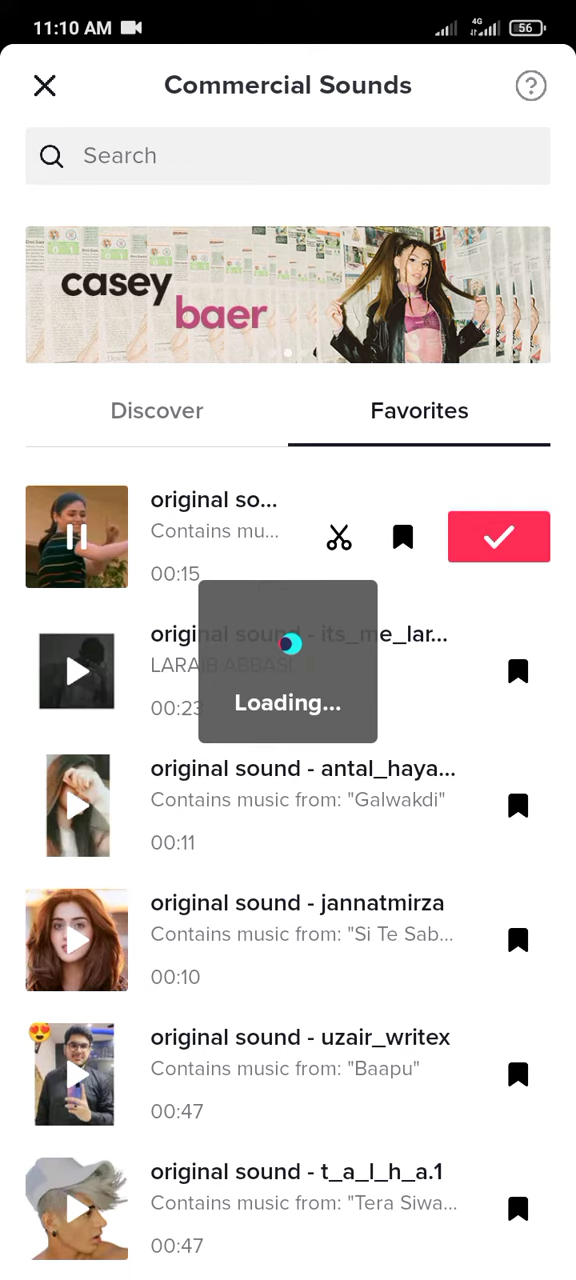 11:10 AM
4G
56
Commercial Sounds
Search
casey
baer
Discover
Favorites
original so...
Contains mu...
00:15
original sound - its_me_lar...
LARAIB ABBASI
00:23
Loading...
original sound - antal_haya...
Contains music from: "Galwakdi"
00:11
original sound - jannatmirza
Contains music from: "Si Te Sab...
00:10
original sound - uzair_writex
Contains music from: "Baapu"
00:47
original sound - t_a_l_h_a.1
Contains music from: "Tera Siwa...
00:47